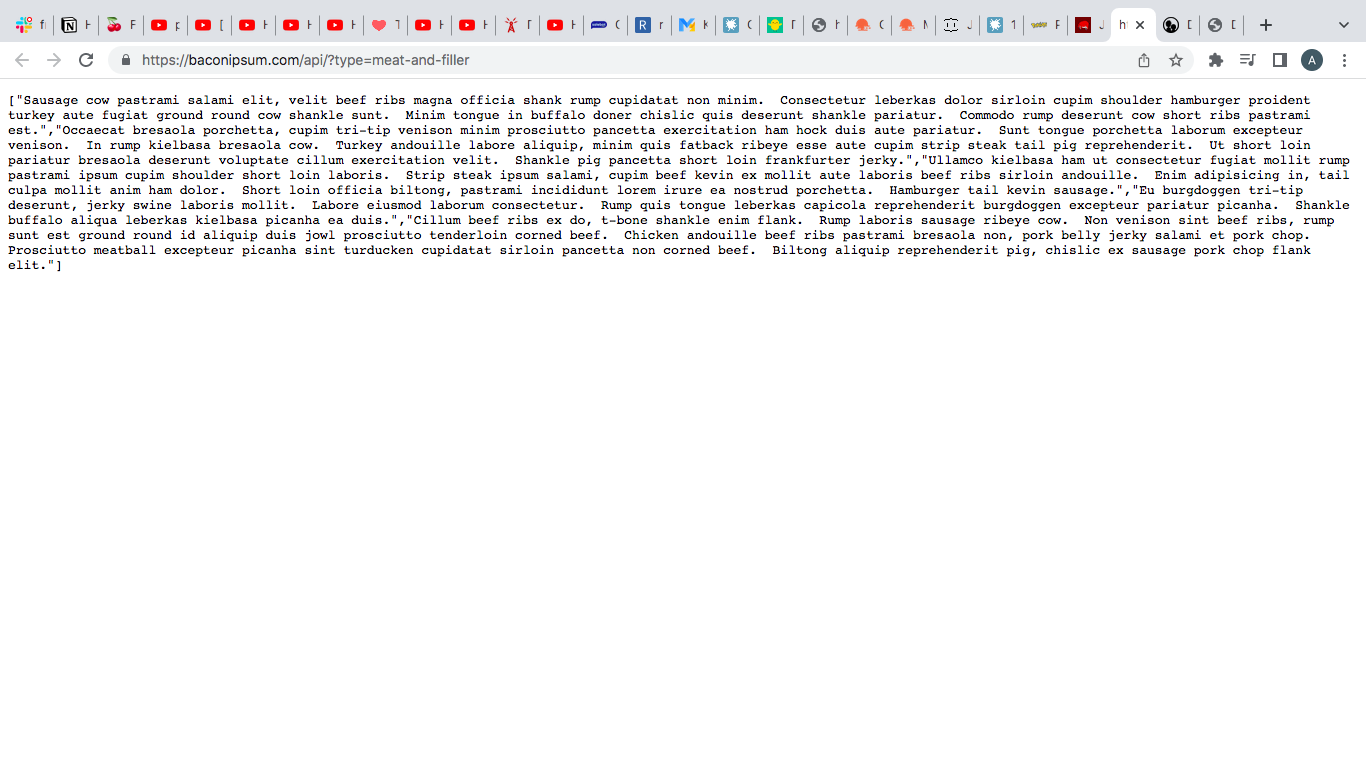 https://baconipsum.com/api/?type=meat-and-filler
A
["Sausage cow pastrami salami elit, velit beef ribs magna officia shank rump cupidatat non minim.  Consectetur leberkas dolor sirloin cupim shoulder hamburger proident
turkey aute fugiat ground round cow shankle sunt.  Minim tongue in buffalo doner chislic quis deserunt shankle pariatur.  Commodo rump deserunt cow short ribs pastrami
est.","Occaecat bresaola porchetta, cupim tri-tip venison minim prosciutto pancetta exercitation ham hock duis aute pariatur.  Sunt tongue porchetta laborum excepteur
venison.  In rump kielbasa bresaola cow.  Turkey andouille labore aliquip, minim quis fatback ribeye esse aute cupim strip steak tail pig reprehenderit.  Ut short loin
pariatur bresaola deserunt voluptate cillum exercitation velit.  Shankle pig pancetta short loin frankfurter jerky.","Ullamco kielbasa ham ut consectetur fugiat mollit rump
pastrami ipsum cupim shoulder short loin laboris.  Strip steak ipsum salami, cupim beef kevin ex mollit aute laboris beef ribs sirloin andouille.  Enim adipisicing in, tail
culpa mollit anim ham dolor.  Short loin officia biltong, pastrami incididunt lorem irure ea nostrud porchetta.  Hamburger tail kevin sausage.","Eu burgdoggen tri-tip
deserunt, jerky swine laboris mollit.  Labore eiusmod laborum consectetur.  Rump quis tongue leberkas capicola reprehenderit burgdoggen excepteur pariatur picanha.  Shankle
buffalo aliqua leberkas kielbasa picanha ea duis.","Cillum beef ribs ex do, t-bone shankle enim flank.  Rump laboris sausage ribeye cow.  Non venison sint beef ribs, rump
sunt est ground round id aliquip duis jowl prosciutto tenderloin corned beef.  Chicken andouille beef ribs pastrami bresaola non, pork belly jerky salami et pork chop.
Prosciutto meatball excepteur picanha sint turducken cupidatat sirloin pancetta non corned beef.  Biltong aliquip reprehenderit pig, chislic ex sausage pork chop flank
elit."]